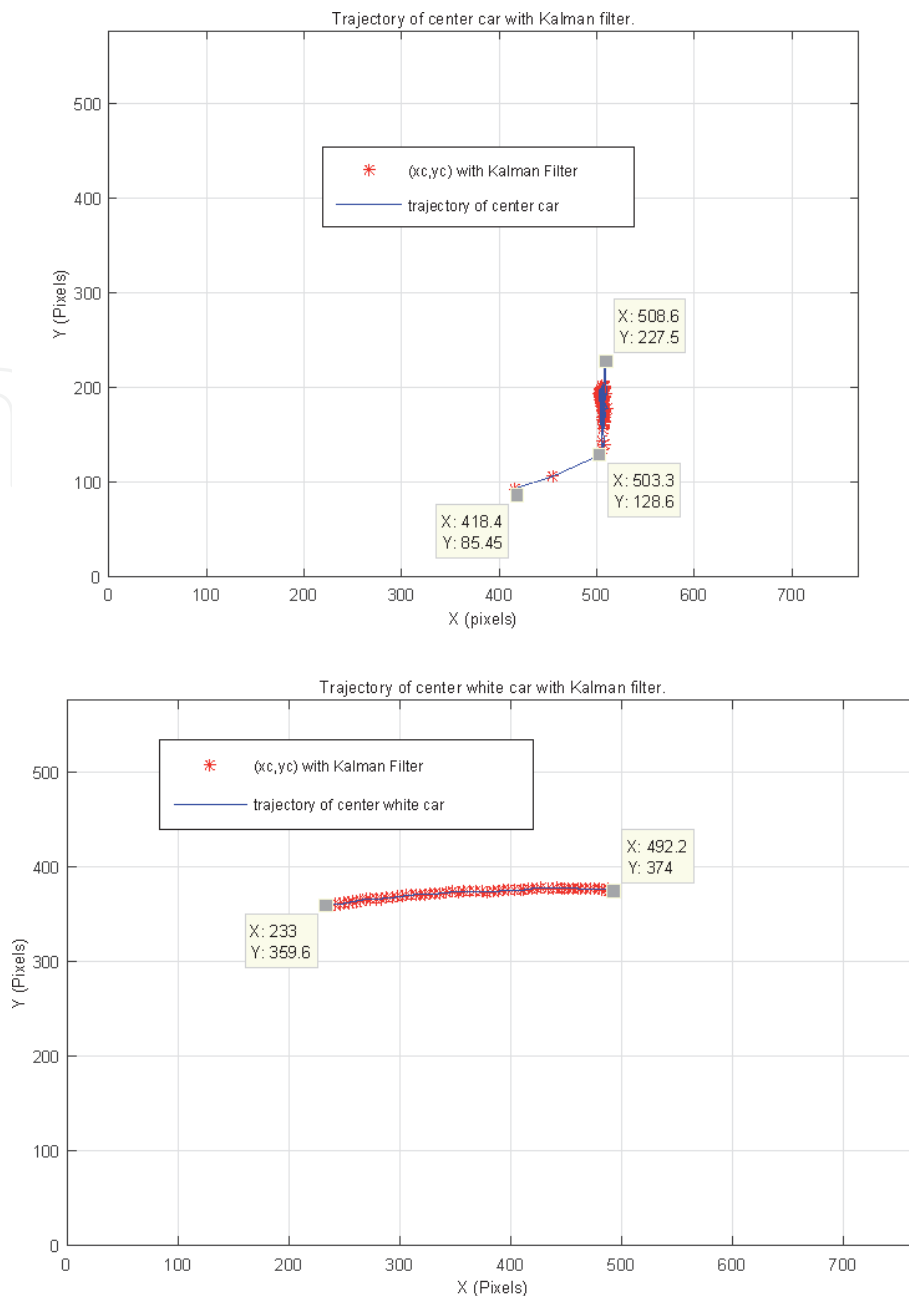 Trajectory of center car with Kalman filter.
500
400
300
200
100
0
Y (Pixels)
(xc,yc) with Kalman Filter
trajectory of center car
X: 508.6
Y: 227.5
X: 503.3
Y: 128.6
X: 418.4
Y: 85.45
0 100 200 300 400 500 600 700
X (pixels)
Trajectory of center white car with Kalman filter.
500
400
300
200
100
0
Y (Pixels)
(xc,yc) with Kalman Filter
trajectory of center white car
X: 492.2
Y: 374
X: 233
Y: 359.6
0 100 200 300 400 500 600 700
X (Pixels)